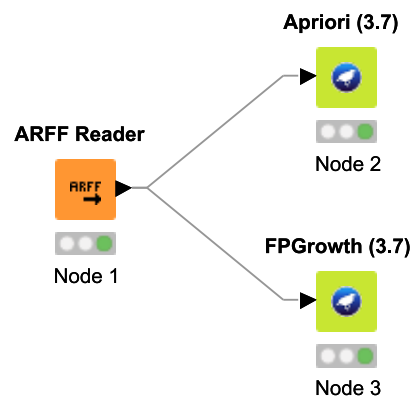 Apriori (3.7)
Node 2
ARFF Reader
ARFF
Node 1
FPGrowth (3.7)
Node 3